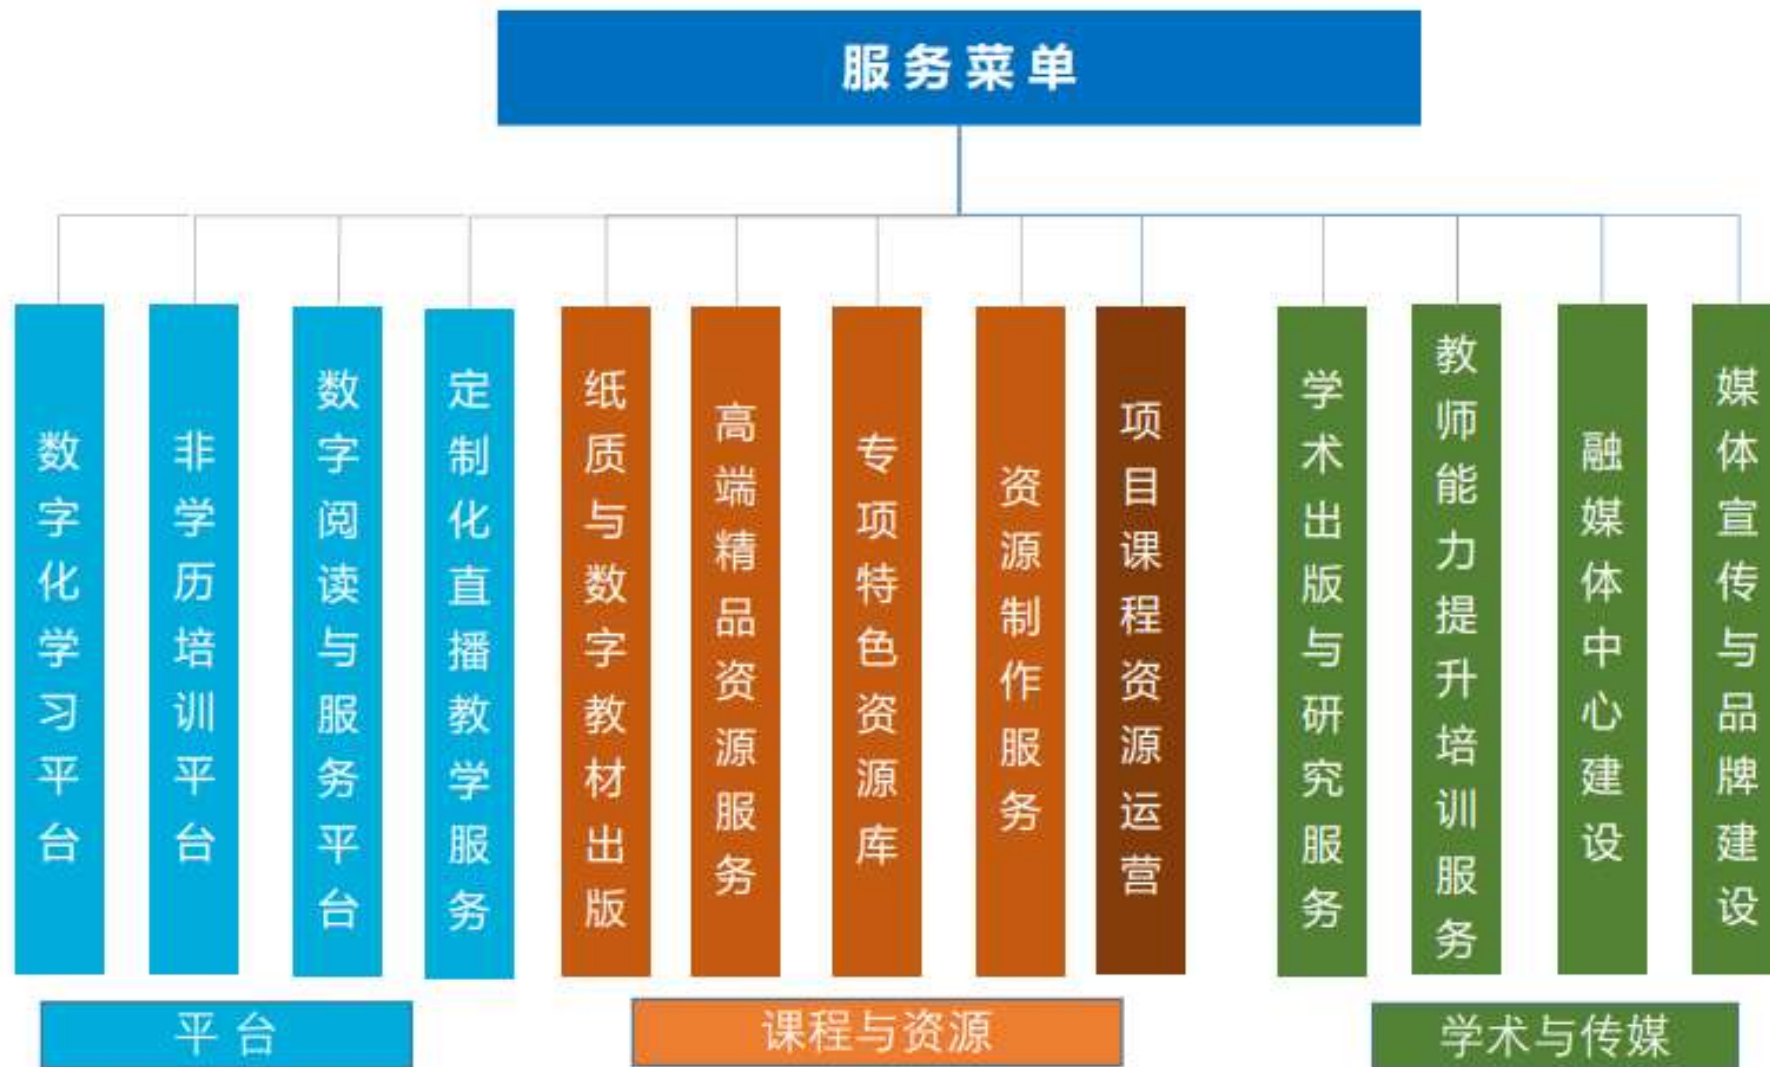 服务菜单
数字化学习平台
非学历培训平台
数字阅读与服务平台
定制化直播教学服务
纸质与数字教材出版
高端精品资源服务
专项特色资源库
资源制作服务
项目课程资源运营
学术出版与研究服务
教师能力提升培训服务
融媒体中心建设
媒体宣传与品牌建设
平台
课程与资源
学术与传媒